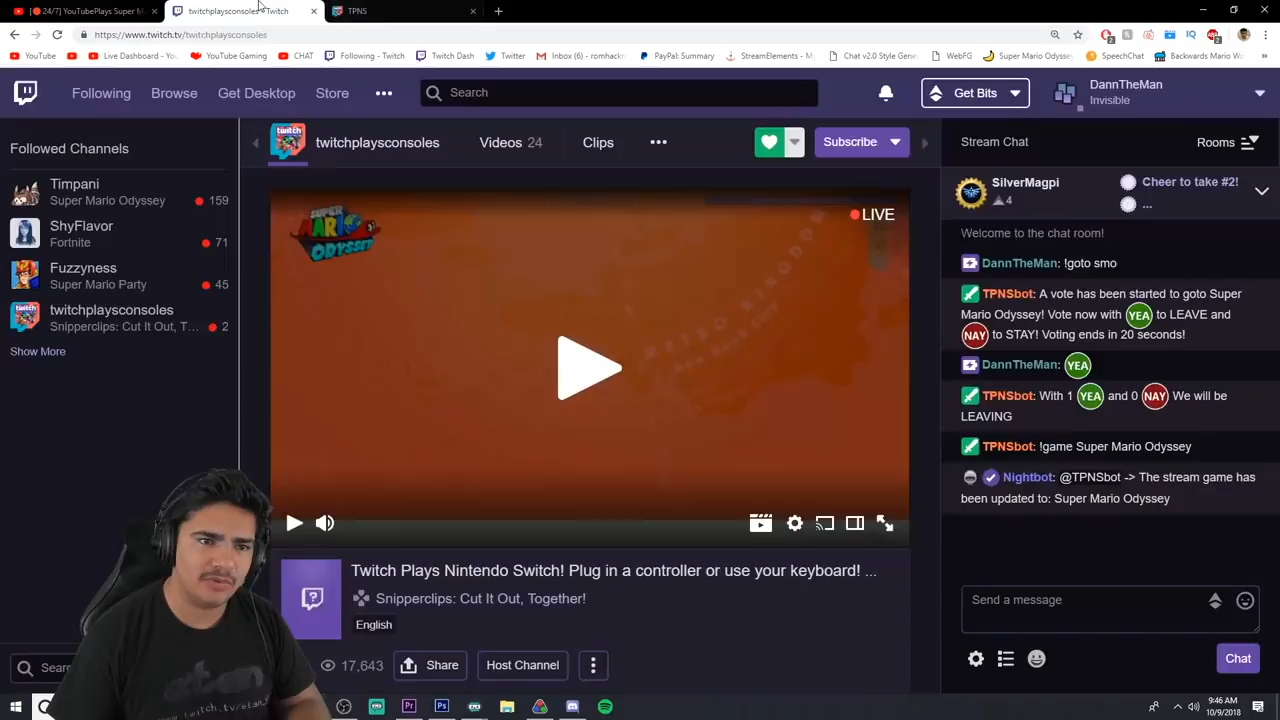 [🔴24/7] YouTubePlays Super M
twitchplaysconsoles - Twitch
TPNS
https://www.twitch.tv/twitchplaysconsoles
YouTube
Live Dashboard - You
YouTube Gaming
CHAT
Following - Twitch
Twitch Dash
Twitter
Inbox (6) - romhackn
PayPal: Summary
StreamElements - M
Chat v2.0 Style Gene
WebFG
Super Mario Odyssey
SpeechChat
Backwards Mario Wo
Following
Browse
Get Desktop
Store
Search
Get Bits
DannTheMan
Invisible
Followed Channels
Timpani
Super Mario Odyssey 159
ShyFlavor
Fortnite 71
Fuzzyness
Super Mario Party 45
twitchplaysconsoles
Snipperclips: Cut It Out, T... 2
Show More
Sear
twitch
twitchplaysconsoles
Videos 24
Clips
Subscribe
SUPER
MARIO
ODYSSEY
LIVE
Twitch Plays Nintendo Switch! Plug in a controller or use your keyboard! ...
Snipperclips: Cut It Out, Together!
English
17,643
Share
Host Channel
Stream Chat
Rooms
SilverMagpi
4
Cheer to take #2!
...
Welcome to the chat room!
DannTheMan: !goto smo
TPNSbot: A vote has been started to goto Super
Mario Odyssey! Vote now with YEA to LEAVE and
NAY to STAY! Voting ends in 20 seconds!
DannTheMan: YEA
TPNSbot: With 1 YEA and 0 NAY We will be
LEAVING
TPNSbot: !game Super Mario Odyssey
Nightbot: @TPNSbot -> The stream game has
been updated to: Super Mario Odyssey
Send a message
Chat
9:46 AM
10/9/2018